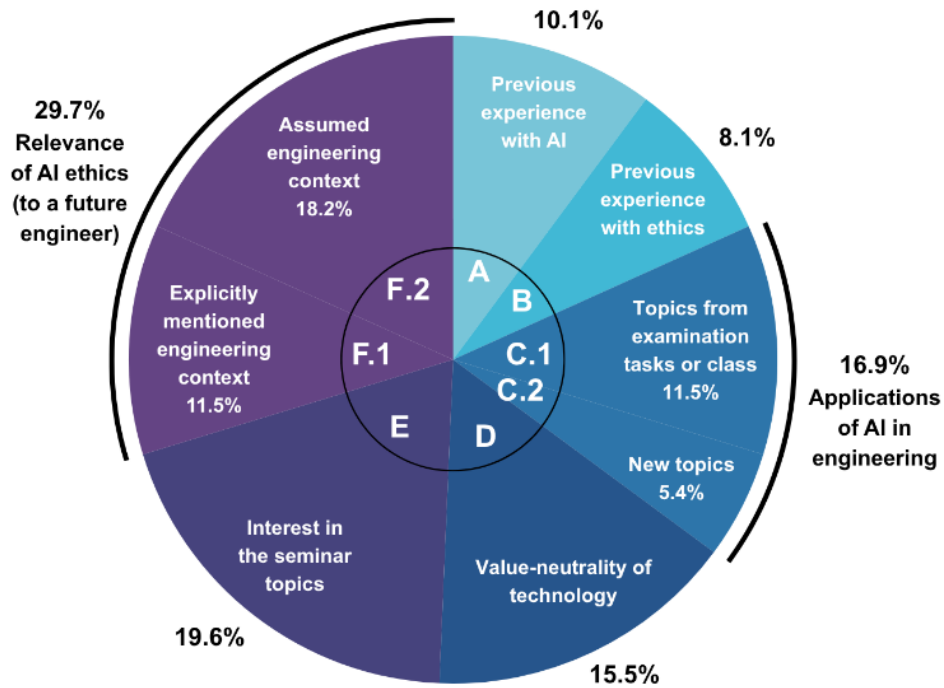 10.1%
Previous
experience
with AI
A
8.1%
Previous
experience
with ethics
B
16.9%
Applications
of AI in
engineering
Topics from
examination
tasks or class
11.5%
C.1
New topics
5.4%
C.2
Value-neutrality of
technology
D
15.5%
Interest in
the seminar
topics
E
19.6%
29.7%
Relevance
of AI ethics
(to a future
engineer)
Explicitly
mentioned
engineering
context
11.5%
F.1
Assumed
engineering
context
18.2%
F.2